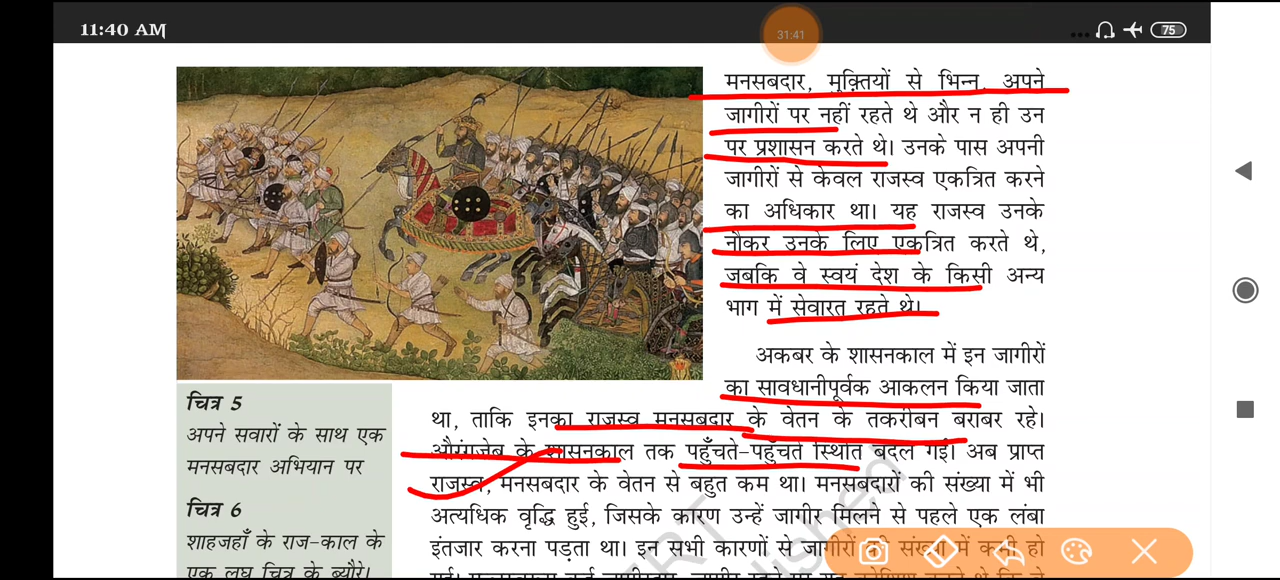 11:40 AM
31:41
75
मनसबदार, मुक़्तियों से भिन्न, अपने
जागीरों पर नहीं रहते थे और न ही उन
पर प्रशासन करते थे। उनके पास अपनी
जागीरों से केवल राजस्व एकत्रित करने
का अधिकार था। यह राजस्व उनके
नौकर उनके लिए एकत्रित करते थे,
जबकि वे स्वयं देश के किसी अन्य
भाग में सेवारत रहते थे।
अकबर के शासनकाल में इन जागीरों
का सावधानीपूर्वक आकलन किया जाता
था, ताकि इनका राजस्व मनसबदार के वेतन के तकरीबन बराबर रहे।
औरंगज़ेब के शासनकाल तक पहुँचते-पहुँचते स्थिति बदल गई। अब प्राप्त
राजस्व, मनसबदार के वेतन से बहुत कम था। मनसबदारों की संख्या में भी
अत्यधिक वृद्धि हुई, जिसके कारण उन्हें जागीर मिलने से पहले एक लंबा
इंतजार करना पड़ता था। इन सभी कारणों से जागीरों की संख्या में कमी हो
चित्र 5
अपने सवारों के साथ एक
मनसबदार अभियान पर
चित्र 6
शाहजहाँ के राज-काल के
एक लघु चित्र के ब्यौरे।